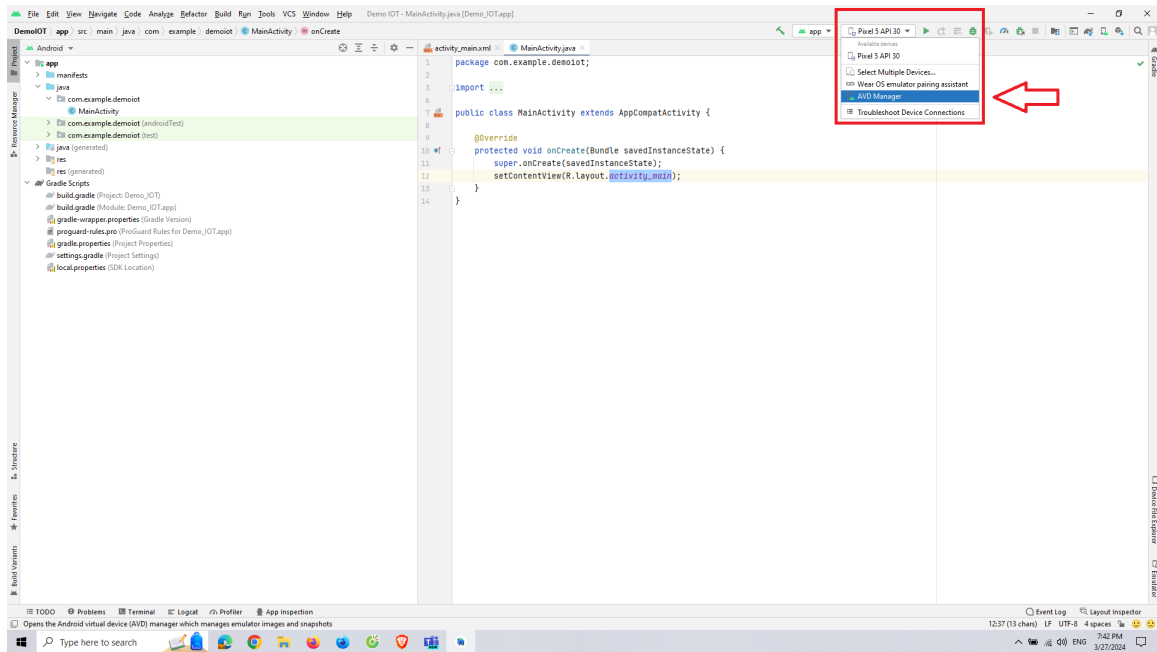 File Edit View Navigate Code Analyze Refactor Build Run Tools VCS Window Help Demo IOT - MainActivity.java [Demo_IOT.app]
DemoIOT app src main java com example demoiot MainActivity onCreate
app Pixel 5 API 30
Available devices
Pixel 5 API 30
Select Multiple Devices...
Wear OS emulator pairing assistant
AVD Manager
Troubleshoot Device Connections
Project
Resource Manager
Structure
Favorites
Build Variants
Android
app
manifests
java
com.example.demoiot
MainActivity
com.example.demoiot (androidTest)
com.example.demoiot (test)
java (generated)
res
res (generated)
Gradle Scripts
build.gradle (Project: Demo_IOT)
build.gradle (Module: Demo_IOT.app)
gradle-wrapper.properties (Gradle Version)
proguard-rules.pro (ProGuard Rules for Demo_IOT.app)
gradle.properties (Project Properties)
settings.gradle (Project Settings)
local.properties (SDK Location)
activity_main.xml MainActivity.java
1 package com.example.demoiot;
2
3 import ...
6
7 public class MainActivity extends AppCompatActivity {
8
9 @Override
10 protected void onCreate(Bundle savedInstanceState) {
11 super.onCreate(savedInstanceState);
12 setContentView(R.layout.activity_main);
13 }
14 }
Gradle
Device File Explorer
Emulator
TODO Problems Terminal Logcat Profiler App Inspection Event Log Layout Inspector
Opens the Android virtual device (AVD) manager which manages emulator images and snapshots 12:37 (13 chars) LF UTF-8 4 spaces
Type here to search ENG 7:42 PM
3/27/2024